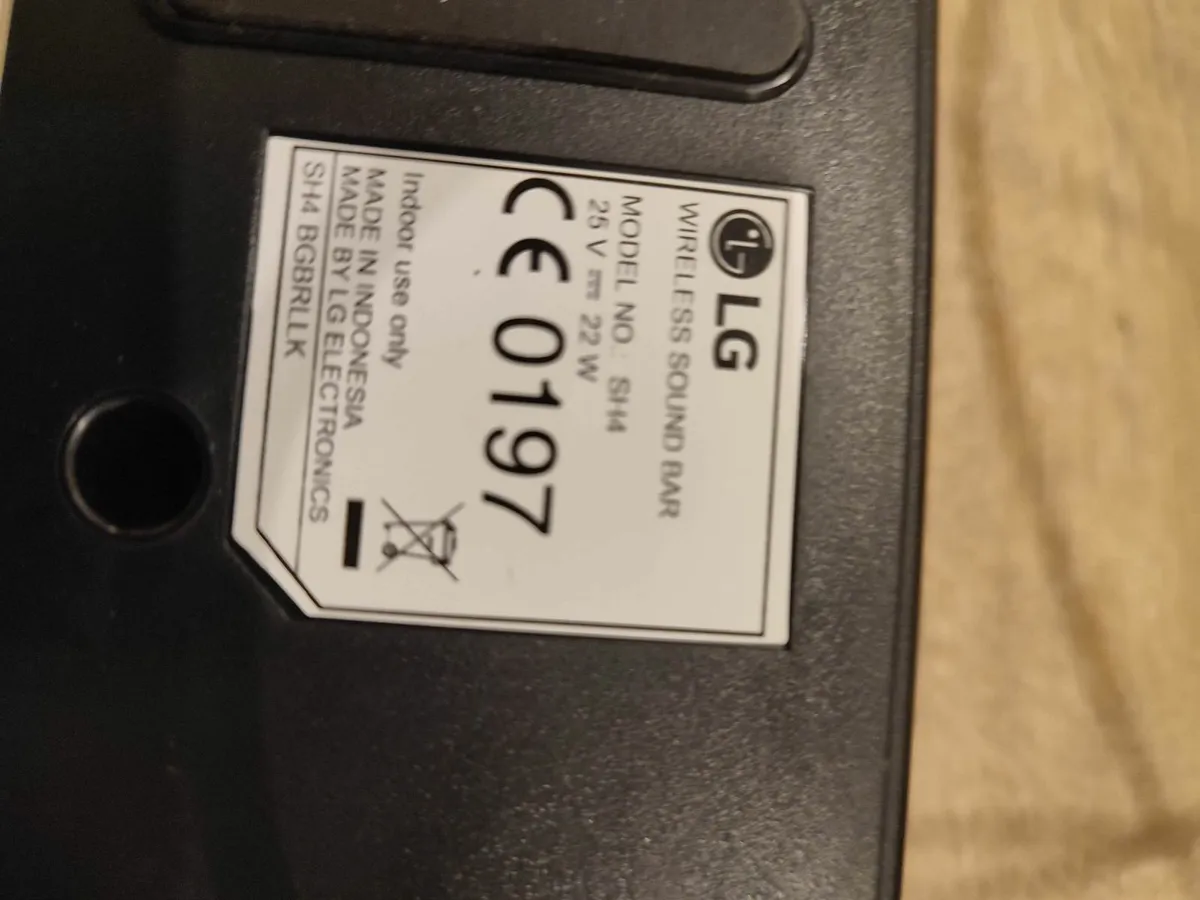 LG
WIRELESS SOUND BAR
MODEL NO.: SH4
25 V ⎓ 22 W
CE 0197
Indoor use only
MADE IN INDONESIA
MADE BY LG ELECTRONICS
SH4 BGBRLLK